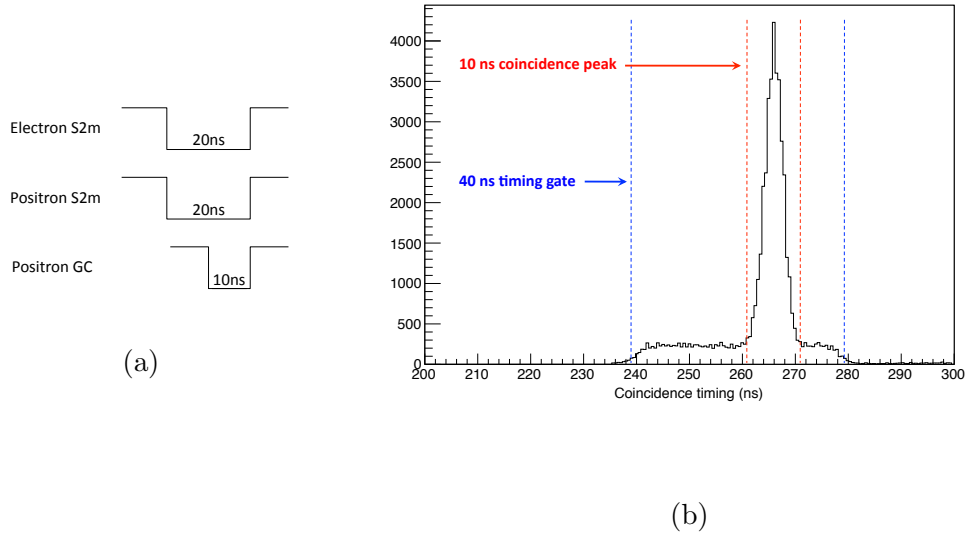 Electron S2m
20ns
Positron S2m
20ns
Positron GC
10ns
(a)
4000
3500
3000
2500
2000
1500
1000
500
0
10 ns coincidence peak
40 ns timing gate
200 210 220 230 240 250 260 270 280 290 300
Coincidence timing (ns)
(b)